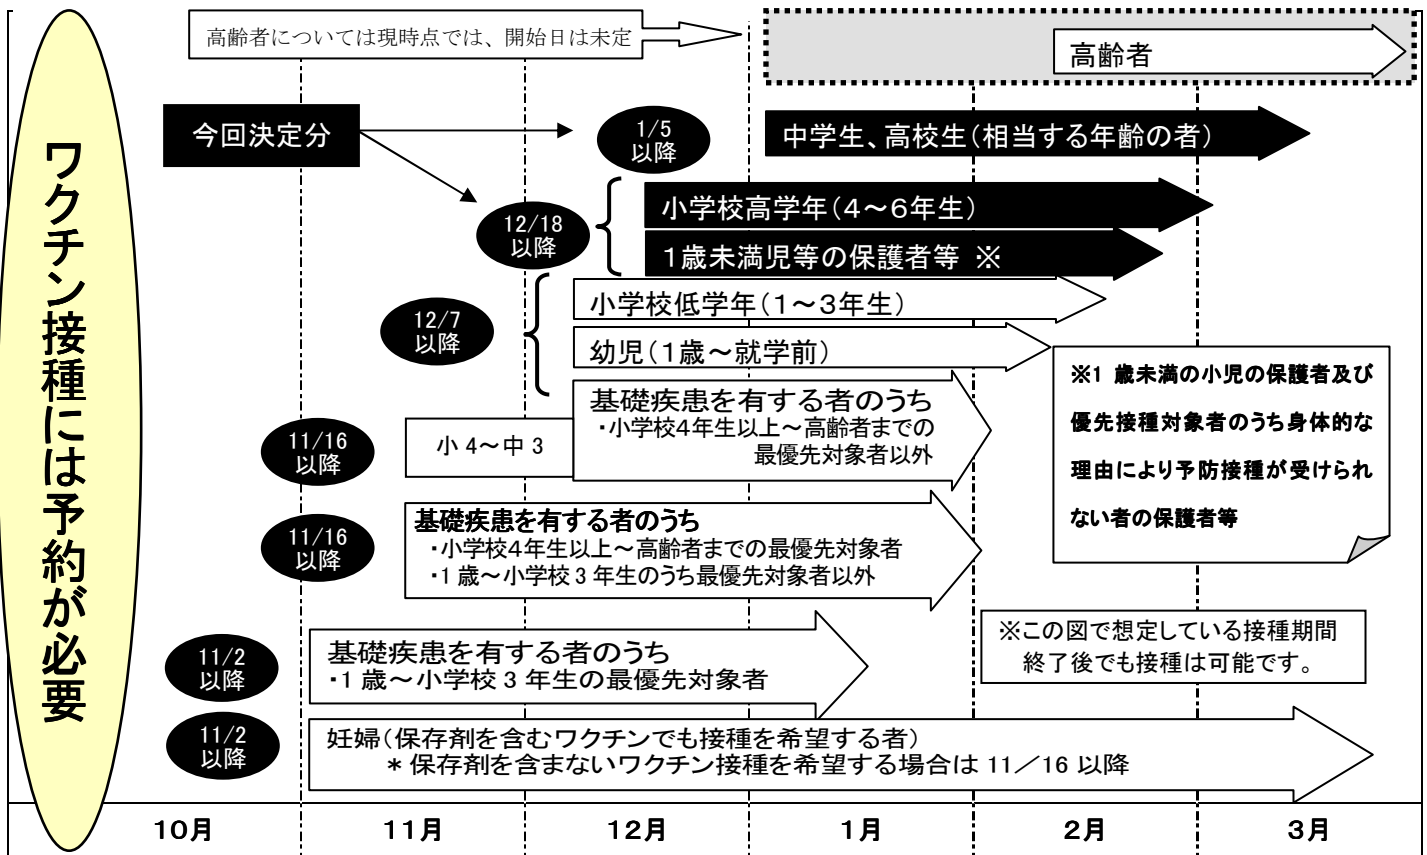 ワクチン接種には予約が必要
高齢者については現時点では、開始日は未定
高齢者
今回決定分
1/5
以降
中学生、高校生（相当する年齢の者）
12/18
以降
小学校高学年（４～６年生）
１歳未満児等の保護者等 ※
12/7
以降
小学校低学年（１～３年生）
幼児（１歳～就学前）
11/16
以降
小 4～中 3
基礎疾患を有する者のうち
・小学校４年生以上～高齢者までの
最優先対象者以外
※1 歳未満の小児の保護者及び
優先接種対象者のうち身体的な
理由により予防接種が受けられ
ない者の保護者等
11/16
以降
基礎疾患を有する者のうち
・小学校４年生以上～高齢者までの最優先対象者
・1 歳～小学校 3 年生のうち最優先対象者以外
11/2
以降
基礎疾患を有する者のうち
・1 歳～小学校 3 年生の最優先対象者
※この図で想定している接種期間
終了後でも接種は可能です。
11/2
以降
妊婦（保存剤を含むワクチンでも接種を希望する者）
＊保存剤を含まないワクチン接種を希望する場合は 11／16 以降
10月 11月 12月 1月 2月 3月